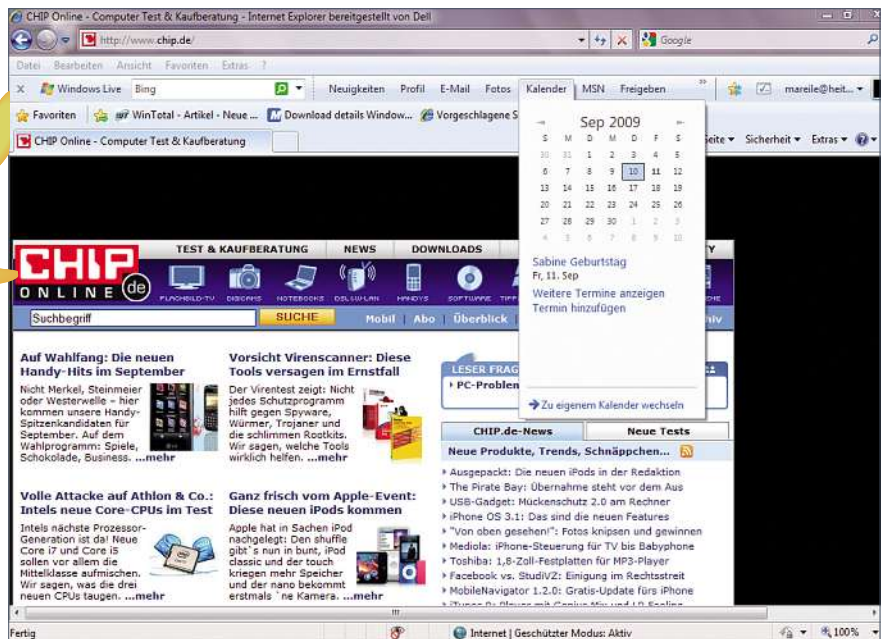 CHIP Online - Computer Test & Kaufberatung - Internet Explorer bereitgestellt von Dell
http://www.chip.de/
Google
Datei Bearbeiten Ansicht Favoriten Extras ?
x Windows Live Bing Neuigkeiten Profil E-Mail Fotos Kalender MSN Freigeben » mareile@heit...
Favoriten WinTotal - Artikel - Neue ... Download details Window... Vorgeschlagene S
CHIP Online - Computer Test & Kaufberatung
Seite Sicherheit Extras
Sep 2009
S M D M D F S
30 31 1 2 3 4 5
6 7 8 9 10 11 12
13 14 15 16 17 18 19
20 21 22 23 24 25 26
27 28 29 30 1 2 3
4 5 6 7 8 9 10
Sabine Geburtstag
Fr, 11. Sep
Weitere Termine anzeigen
Termin hinzufügen
Zu eigenem Kalender wechseln
CHIP
ONLINE de
TEST & KAUFBERATUNG NEWS DOWNLOADS
FLACHBILD-TV DIGICAMS NOTEBOOKS DSL & W-LAN HANDYS SOFTWARE
Suchbegriff SUCHE Mobil | Abo | Überblick
Auf Wahlfang: Die neuen
Handy-Hits im September
Nicht Merkel, Steinmeier
oder Westerwelle – hier
kommen unsere Handy-
Spitzenkandidaten für
September. Auf dem
Wahlprogramm: Spiele,
Schokolade, Business. ...mehr
Vorsicht Virenscanner: Diese
Tools versagen im Ernstfall
Der Virentest zeigt: Nicht
jedes Schutzprogramm
hilft gegen Spyware,
Würmer, Trojaner und
die schlimmen Rootkits.
Wir sagen, welche Tools
wirklich helfen. ...mehr
LESER FRAG
PC-Problen
Volle Attacke auf Athlon & Co.:
Intels neue Core-CPUs im Test
Intels nächste Prozessor-
Generation ist da! Neue
Core i7 und Core i5
sollen vor allem die
Mittelklasse aufmischen.
Wir sagen, was die drei
neuen CPUs taugen. ...mehr
Ganz frisch vom Apple-Event:
Diese neuen iPods kommen
Apple hat in Sachen iPod
nachgelegt: Den shuffle
gibt`s nun in bunt, iPod
classic und der touch
kriegen mehr Speicher
und der nano bekommt
erstmals `ne Kamera. ...mehr
CHIP.de-News Neue Tests
Neue Produkte, Trends, Schnäppchen...
Ausgepackt: Die neuen iPods in der Redaktion
The Pirate Bay: Übernahme steht vor dem Aus
USB-Gadget: Mückenschutz 2.0 am Rechner
iPhone OS 3.1: Das sind die neuen Features
"Von oben gesehen!": Fotos knipsen und gewinnen
Mediola: iPhone-Steuerung für TV bis Babyphone
Toshiba: 1,8-Zoll-Festplatten für MP3-Player
Facebook vs. StudiVZ: Einigung im Rechtsstreit
MobileNavigator 1.2.0: Gratis-Update fürs iPhone
Fertig Internet | Geschützter Modus: Aktiv 100%